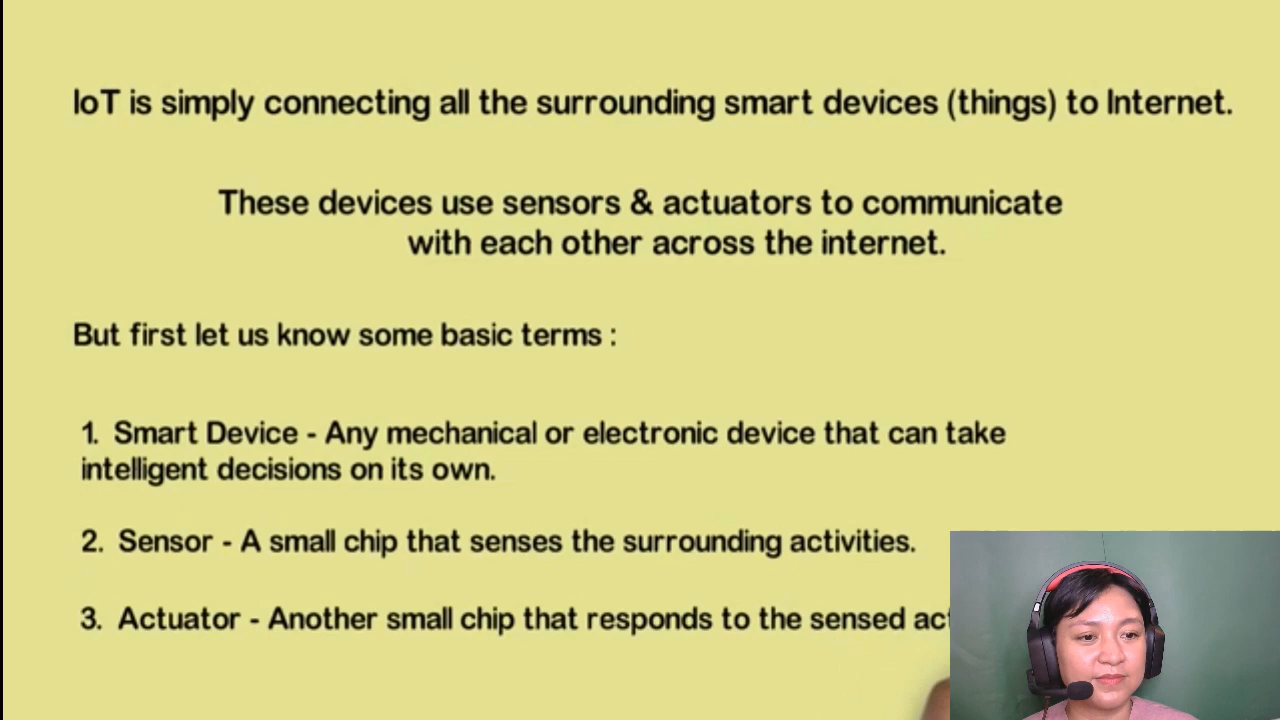 IoT is simply connecting all the surrounding smart devices (things) to Internet.
These devices use sensors & actuators to communicate
with each other across the internet.
But first let us know some basic terms :
1. Smart Device - Any mechanical or electronic device that can take
intelligent decisions on its own.
2. Sensor - A small chip that senses the surrounding activities.
3. Actuator - Another small chip that responds to the sensed